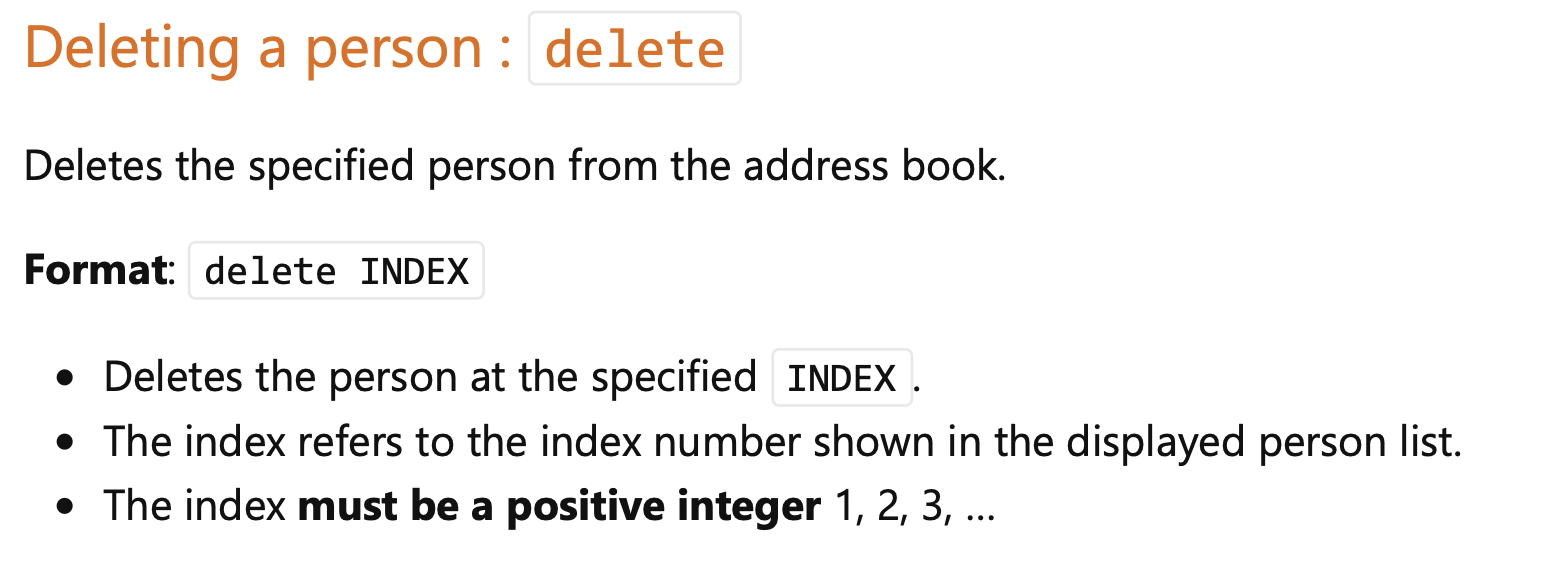 Deleting a person : delete
Deletes the specified person from the address book.
Format: delete INDEX
• Deletes the person at the specified INDEX.
• The index refers to the index number shown in the displayed person list.
• The index must be a positive integer 1, 2, 3, …